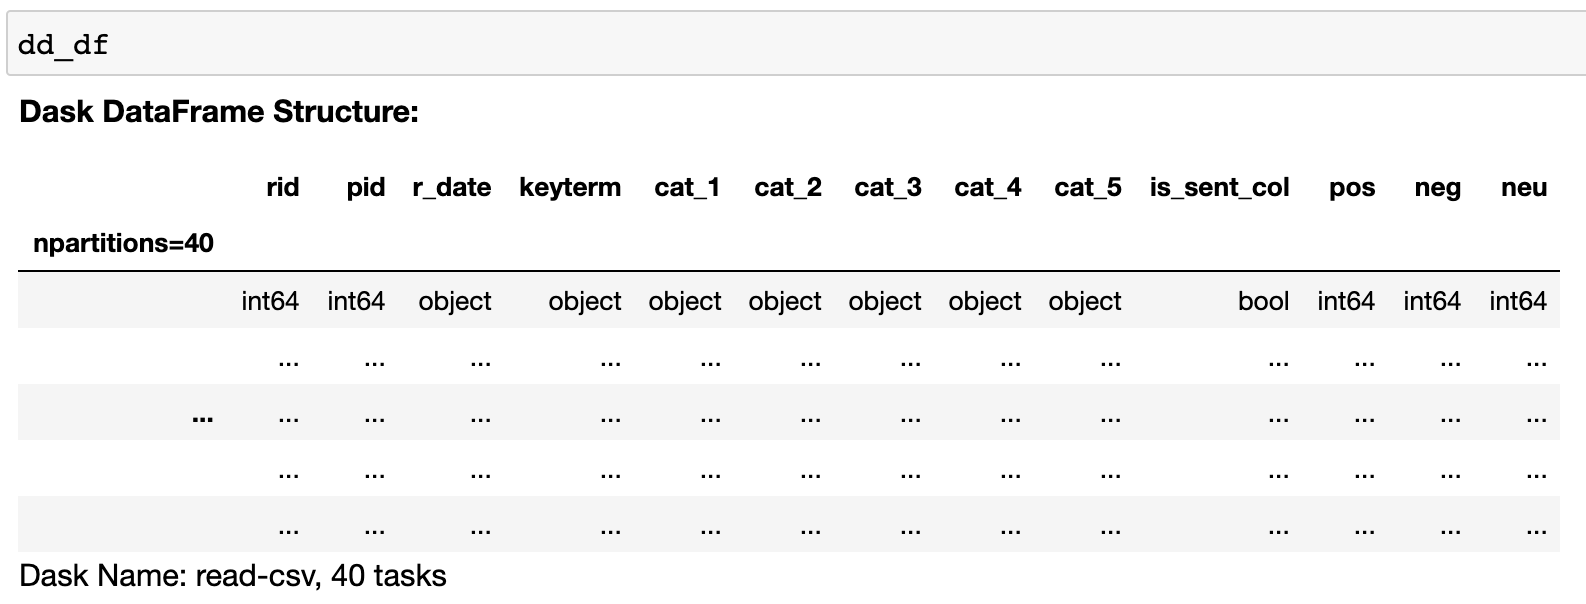 dd_df
Dask DataFrame Structure:
rid pid r_date keyterm cat_1 cat_2 cat_3 cat_4 cat_5 is_sent_col pos neg neu
npartitions=40
int64 int64 object object object object object object object bool int64 int64 int64
... ... ... ... ... ... ... ... ... ... ... ... ...
... ... ... ... ... ... ... ... ... ... ... ... ... ...
... ... ... ... ... ... ... ... ... ... ... ... ...
... ... ... ... ... ... ... ... ... ... ... ... ...
Dask Name: read-csv, 40 tasks